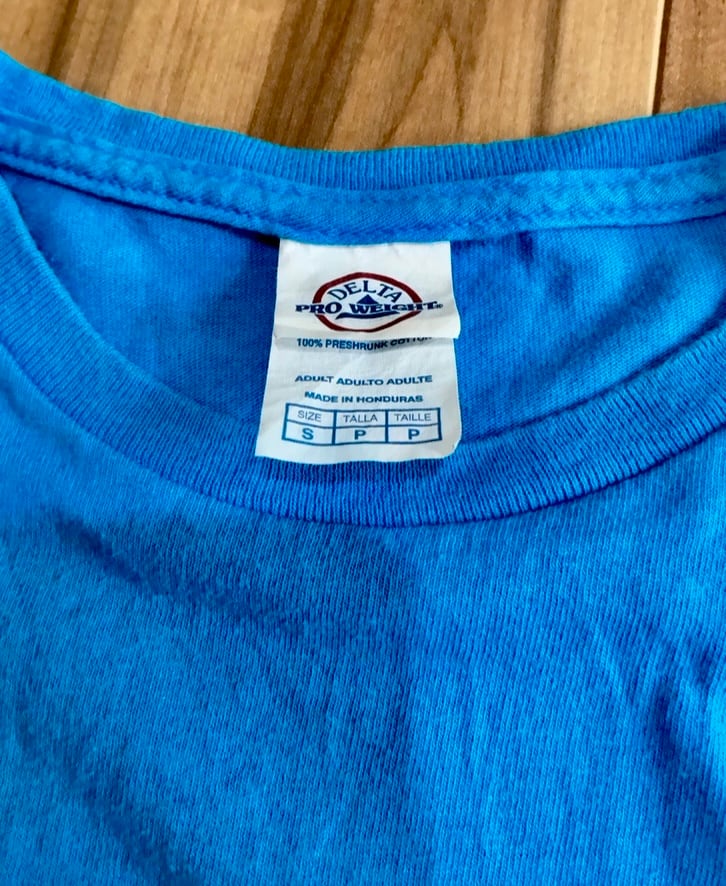 DELTA
PRO WEIGHT®
100% PRESHRUNK COTTON
ADULT ADULTO ADULTE
MADE IN HONDURAS
SIZE TALLA TAILLE
S P P